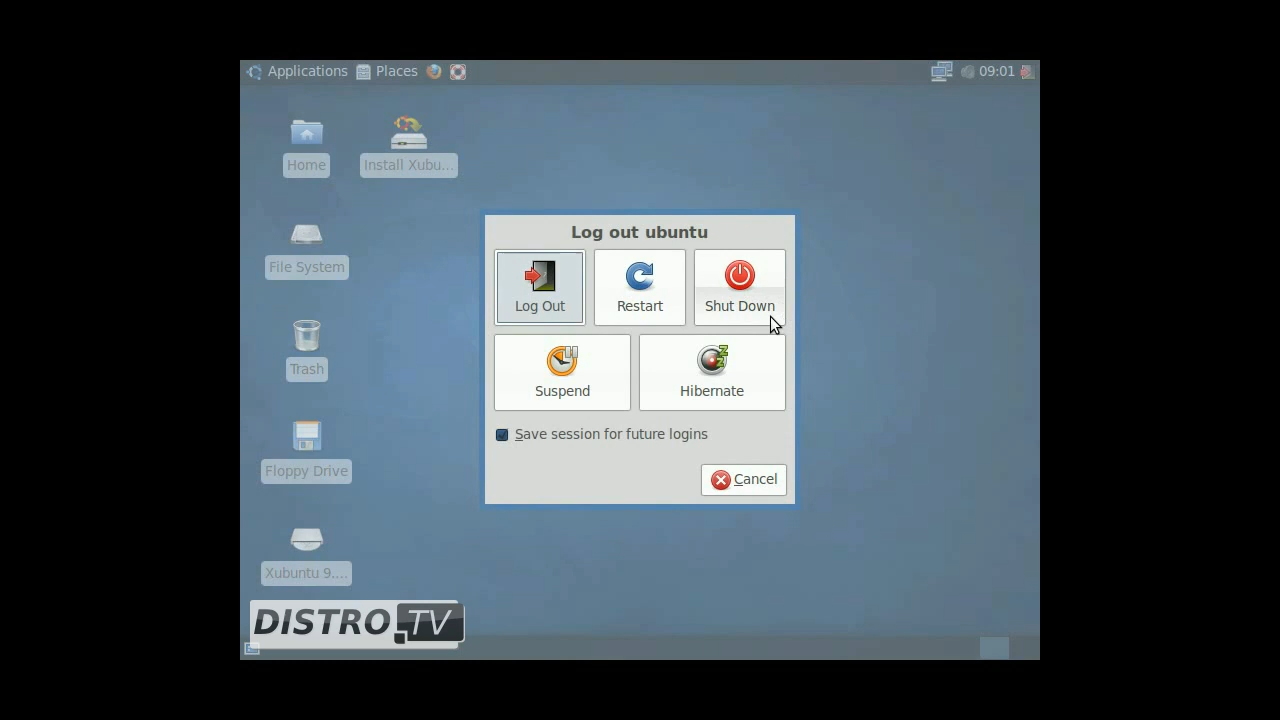 Applications Places 09:01
Home Install Xubu...
File System
Trash
Floppy Drive
Xubuntu 9....
Log out ubuntu
Log Out Restart Shut Down
Suspend Hibernate
Save session for future logins
Cancel
DISTRO.TV